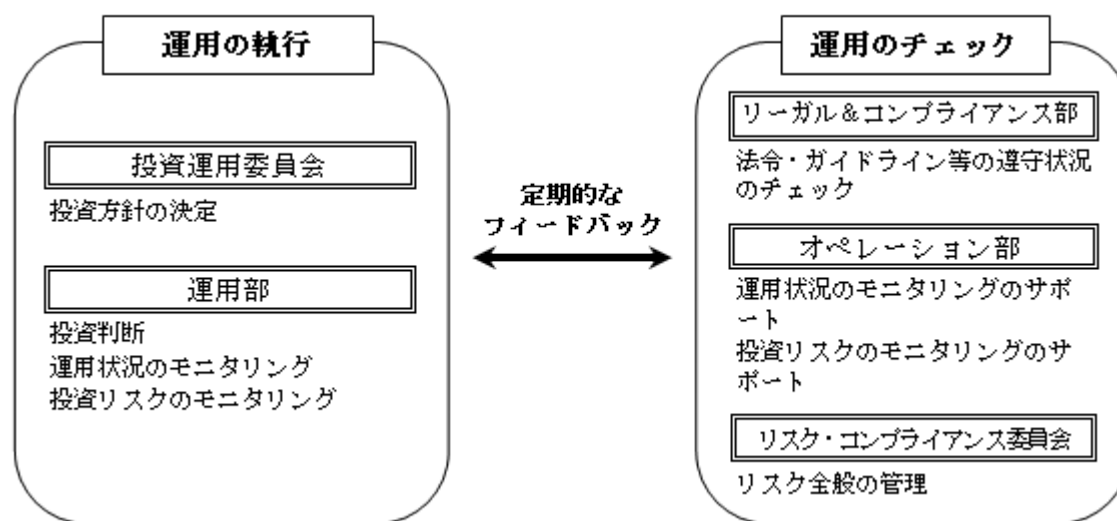 運用の執行
投資運用委員会
投資方針の決定
運用部
投資判断
運用状況のモニタリング
投資リスクのモニタリング
定期的な
フィードバック
運用のチェック
リーガル＆コンプライアンス部
法令・ガイドライン等の遵守状況
のチェック
オペレーション部
運用状況のモニタリングのサポ
ート
投資リスクのモニタリングのサ
ポート
リスク・コンプライアンス委員会
リスク全般の管理